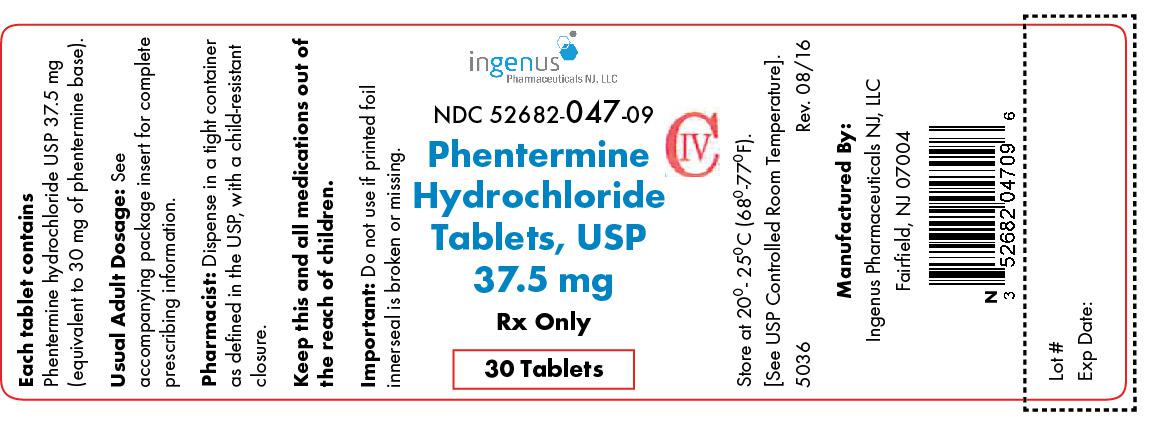 Each tablet contains
Phentermine hydrochloride USP 37.5 mg
(equivalent to 30 mg of phentermine base).
Usual Adult Dosage: See
accompanying package insert for complete
prescribing information.
Pharmacist: Dispense in a tight container
as defined in the USP, with a child-resistant
closure.
Keep this and all medications out of
the reach of children.
Important: Do not use if printed foil
innerseal is broken or missing.
ingenus
Pharmaceuticals NJ, LLC
NDC 52682-047-09
CIV
Phentermine
Hydrochloride
Tablets, USP
37.5 mg
Rx Only
30 Tablets
Store at 20⁰- 25⁰C (68⁰-77⁰F).
[See USP Controlled Room Temperature].
5036 Rev. 08/16
Manufactured By:
Ingenus Pharmaceuticals NJ, LLC
Fairfield, NJ 07004
N
3 52682 04709 6
Lot #
Exp Date: